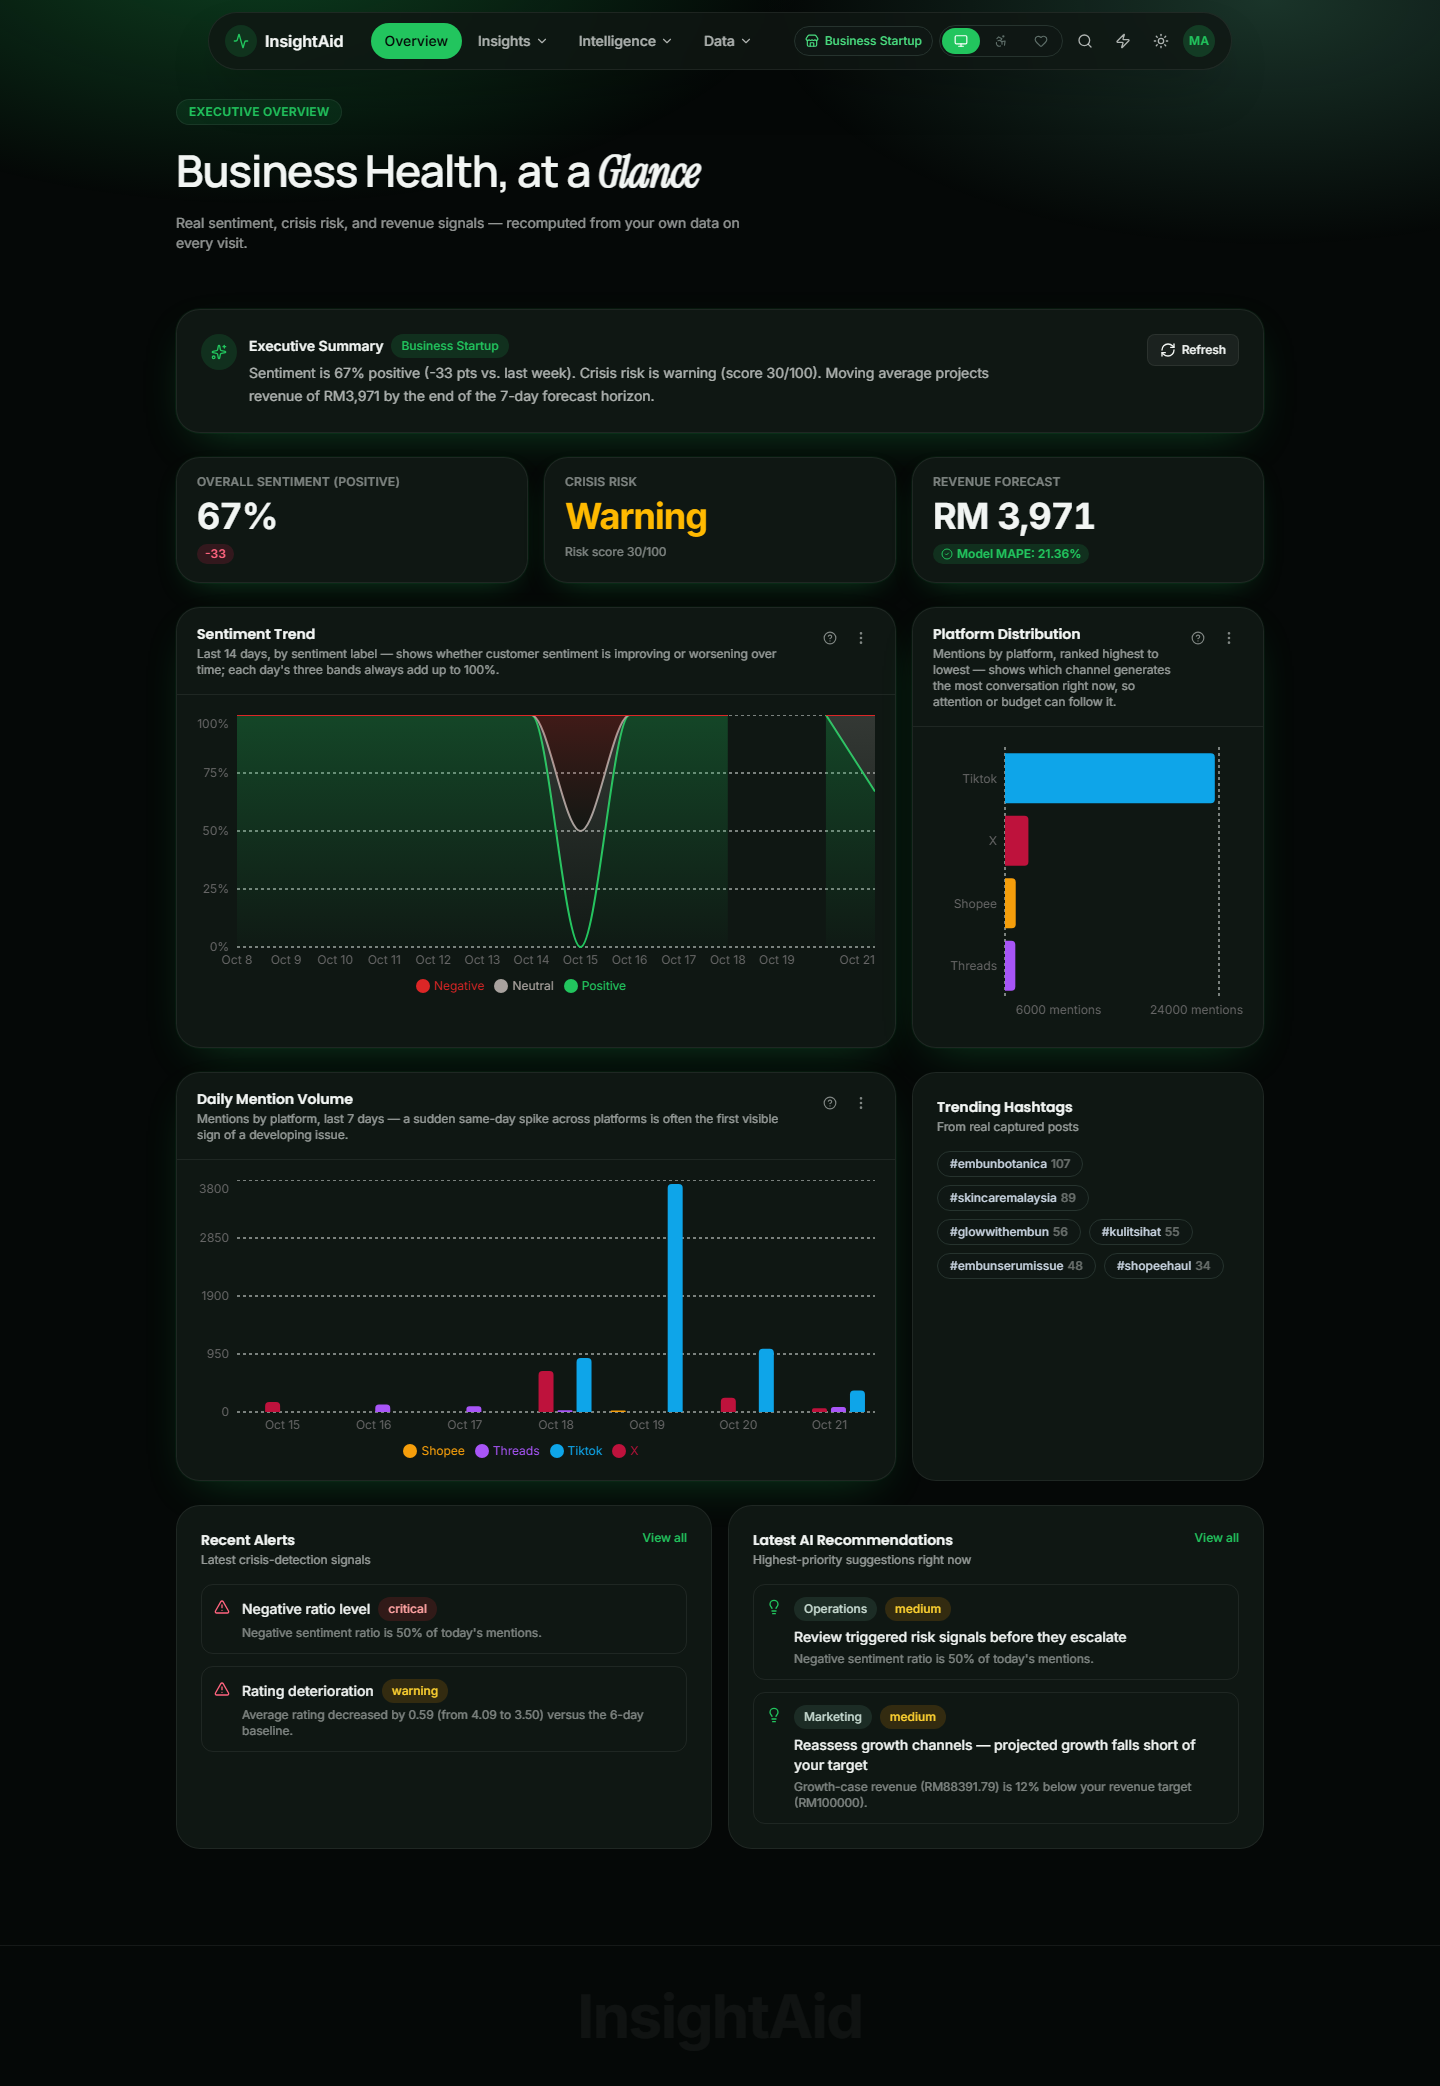 InsightAid
Overview
Insights
Intelligence
Data
Business Startup
MA
EXECUTIVE OVERVIEW
Business Health, at a Glance
Real sentiment, crisis risk, and revenue signals — recomputed from your own data on
every visit.
Executive Summary
Business Startup
Refresh
Sentiment is 67% positive (-33 pts vs. last week). Crisis risk is warning (score 30/100). Moving average projects
revenue of RM3,971 by the end of the 7-day forecast horizon.
OVERALL SENTIMENT (POSITIVE)
67%
-33
CRISIS RISK
Warning
Risk score 30/100
REVENUE FORECAST
RM 3,971
Model MAPE: 21.36%
Sentiment Trend
Last 14 days, by sentiment label — shows whether customer sentiment is improving or worsening over
time; each day's three bands always add up to 100%.
100%
75%
50%
25%
0%
Oct 8 Oct 9 Oct 10 Oct 11 Oct 12 Oct 13 Oct 14 Oct 15 Oct 16 Oct 17 Oct 18 Oct 19 Oct 21
Negative Neutral Positive
Platform Distribution
Mentions by platform, ranked highest to
lowest — shows which channel generates
the most conversation right now, so
attention or budget can follow it.
Tiktok
X
Shopee
Threads
6000 mentions 24000 mentions
Daily Mention Volume
Mentions by platform, last 7 days — a sudden same-day spike across platforms is often the first visible
sign of a developing issue.
3800
2850
1900
950
0
Oct 15 Oct 16 Oct 17 Oct 18 Oct 19 Oct 20 Oct 21
Shopee Threads Tiktok X
Trending Hashtags
From real captured posts
#embunbotanica 107
#skincaremalaysia 89
#glowwithembun 56 #kulitsihat 55
#embunserumissue 48 #shopeehaul 34
Recent Alerts
View all
Latest crisis-detection signals
Negative ratio level critical
Negative sentiment ratio is 50% of today's mentions.
Rating deterioration warning
Average rating decreased by 0.59 (from 4.09 to 3.50) versus the 6-day
baseline.
Latest AI Recommendations
View all
Highest-priority suggestions right now
Operations medium
Review triggered risk signals before they escalate
Negative sentiment ratio is 50% of today's mentions.
Marketing medium
Reassess growth channels — projected growth falls short of
your target
Growth-case revenue (RM88391.79) is 12% below your revenue target
(RM100000).
InsightAid